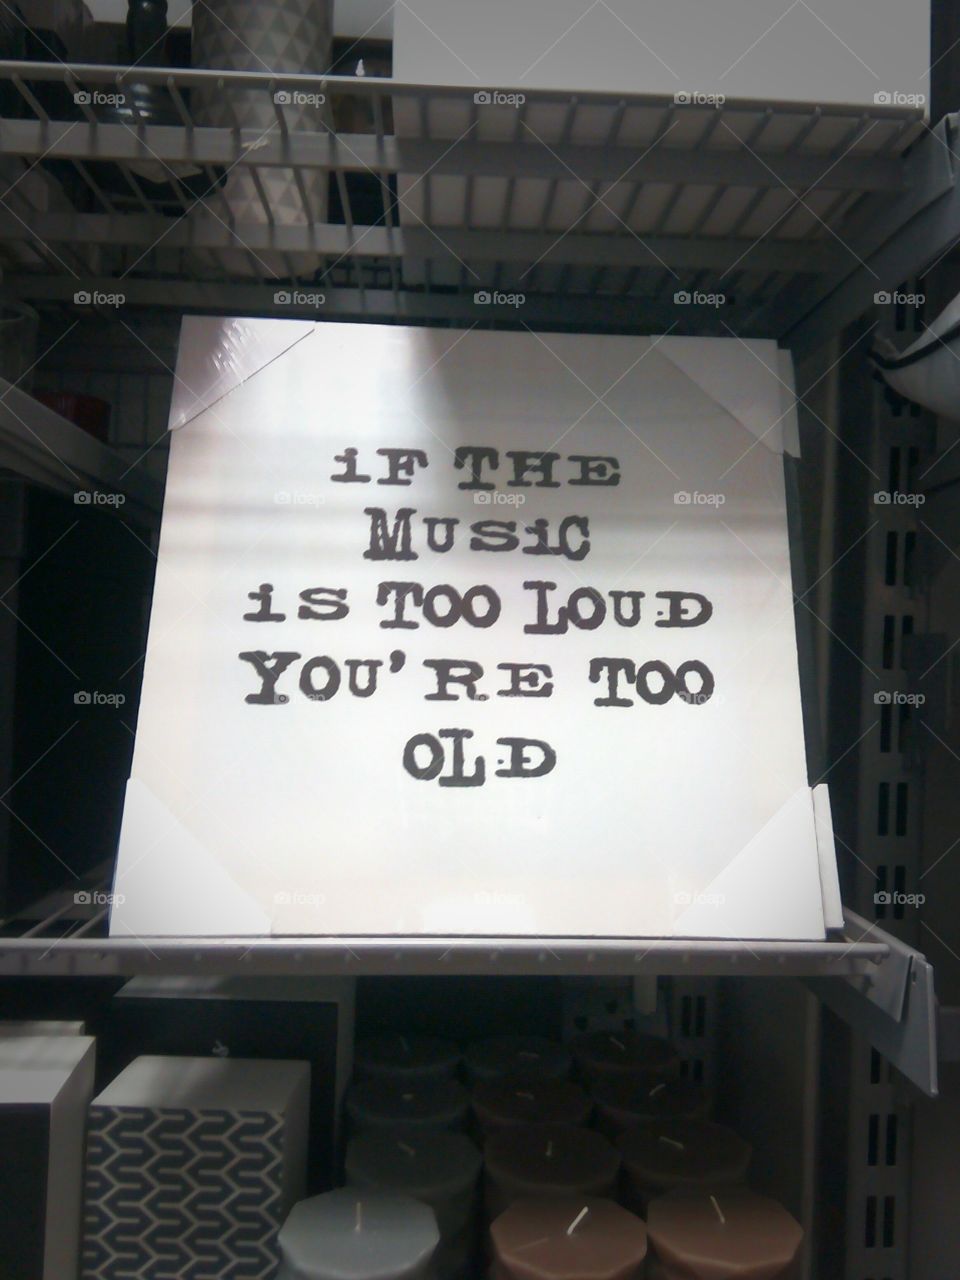 iF THE
MUSiC
iS TOO LOUD
YOU'RE TOO
OLD